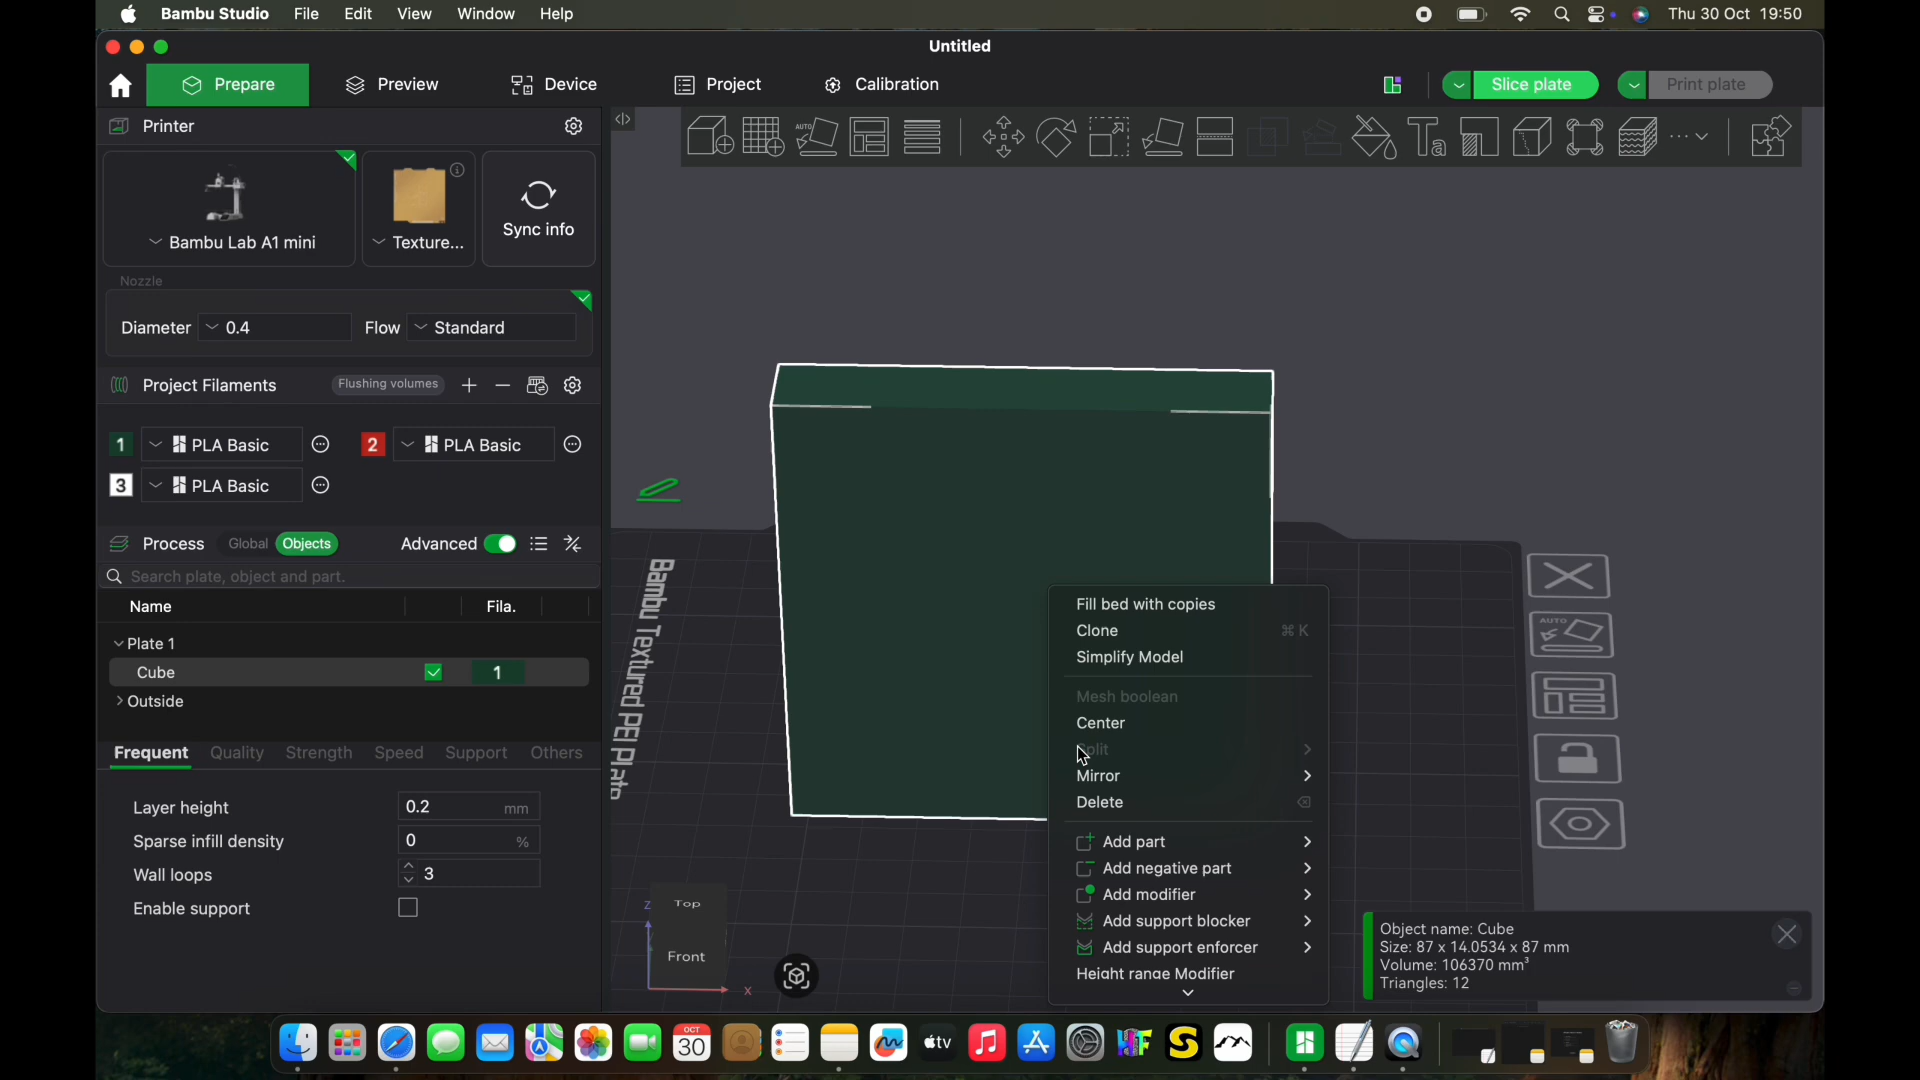 Bambu Studio File Edit View Window Help Thu 30 Oct 19:50
Untitled
Prepare Preview Device Project Calibration Slice plate Print plate
Printer
Bambu Lab A1 mini Texture... Sync info
Nozzle
Diameter 0.4 Flow Standard
Project Filaments Flushing volumes
1 PLA Basic 2 PLA Basic
3 PLA Basic
Process Global Objects Advanced
Search plate, object and part.
Name Fila.
Plate 1
Cube 1
Outside
Frequent Quality Strength Speed Support Others
Layer height 0.2 mm
Sparse infill density 0 %
Wall loops 3
Enable support
AUTO
Ta
Bambu Textured PEI Plate
AUTO
Fill bed with copies
Clone ⌘ K
Simplify Model
Mesh boolean
Center
Split
Mirror
Delete
Add part
Add negative part
Add modifier
Add support blocker
Add support enforcer
Height range Modifier
Z Top
Front
X
Object name: Cube
Size: 87 x 14.0534 x 87 mm
Volume: 106370 mm³
Triangles: 12
OCT
30
tv